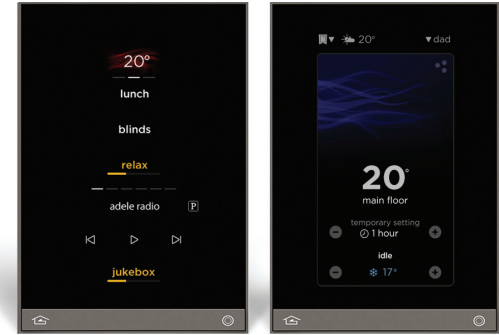 20°
lunch
blinds
relax
adele radio P
jukebox
20°
dad
20°
main floor
temporary setting
1 hour
idle
17°